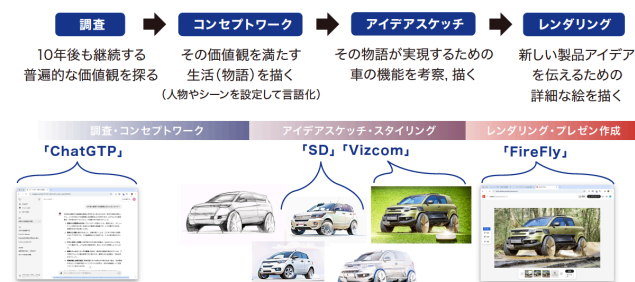 調査
コンセプトワーク
アイデアスケッチ
レンダリング
10年後も継続する
普遍的な価値観を探る
その価値観を満たす
生活(物語)を描く
(人物やシーンを設定して言語化)
その物語が実現するための
車の機能を考察，描く
新しい製品アイデア
を伝えるための
詳細な絵を描く
調査・コンセプトワーク
アイデアスケッチ・スタイリング
レンダリング・プレゼン作成
「ChatGTP」
「SD」「Vizcom」
「FireFly」